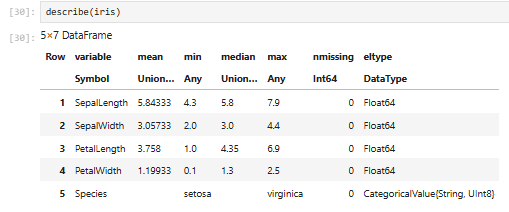 [30]: describe(iris)
[30]: 5×7 DataFrame
Row variable mean min median max nmissing eltype
Symbol Union… Any Union… Any Int64 DataType
1 SepalLength 5.84333 4.3 5.8 7.9 0 Float64
2 SepalWidth 3.05733 2.0 3.0 4.4 0 Float64
3 PetalLength 3.758 1.0 4.35 6.9 0 Float64
4 PetalWidth 1.19933 0.1 1.3 2.5 0 Float64
5 Species setosa virginica 0 CategoricalValue{String, UInt8}